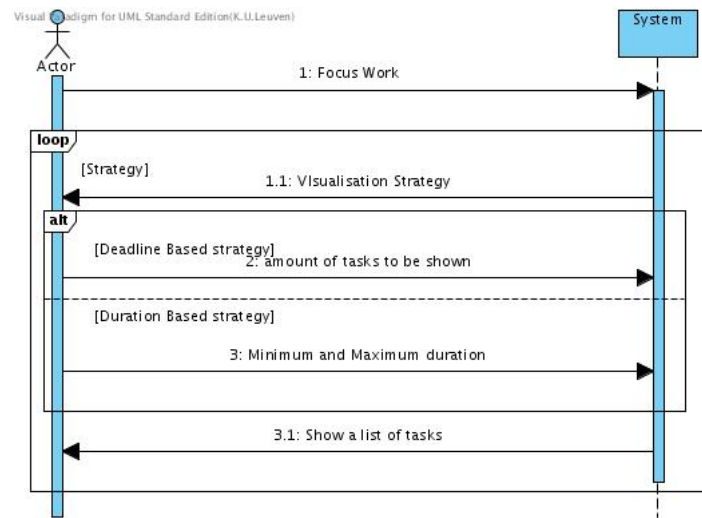 Visual Paradigm for UML Standard Edition(K.U.Leuven)
System
Actor
1: Focus Work
loop
[Strategy]
1.1: VIsualisation Strategy
alt
[Deadline Based strategy]
2: amount of tasks to be shown
[Duration Based strategy]
3: Minimum and Maximum duration
3.1: Show a list of tasks